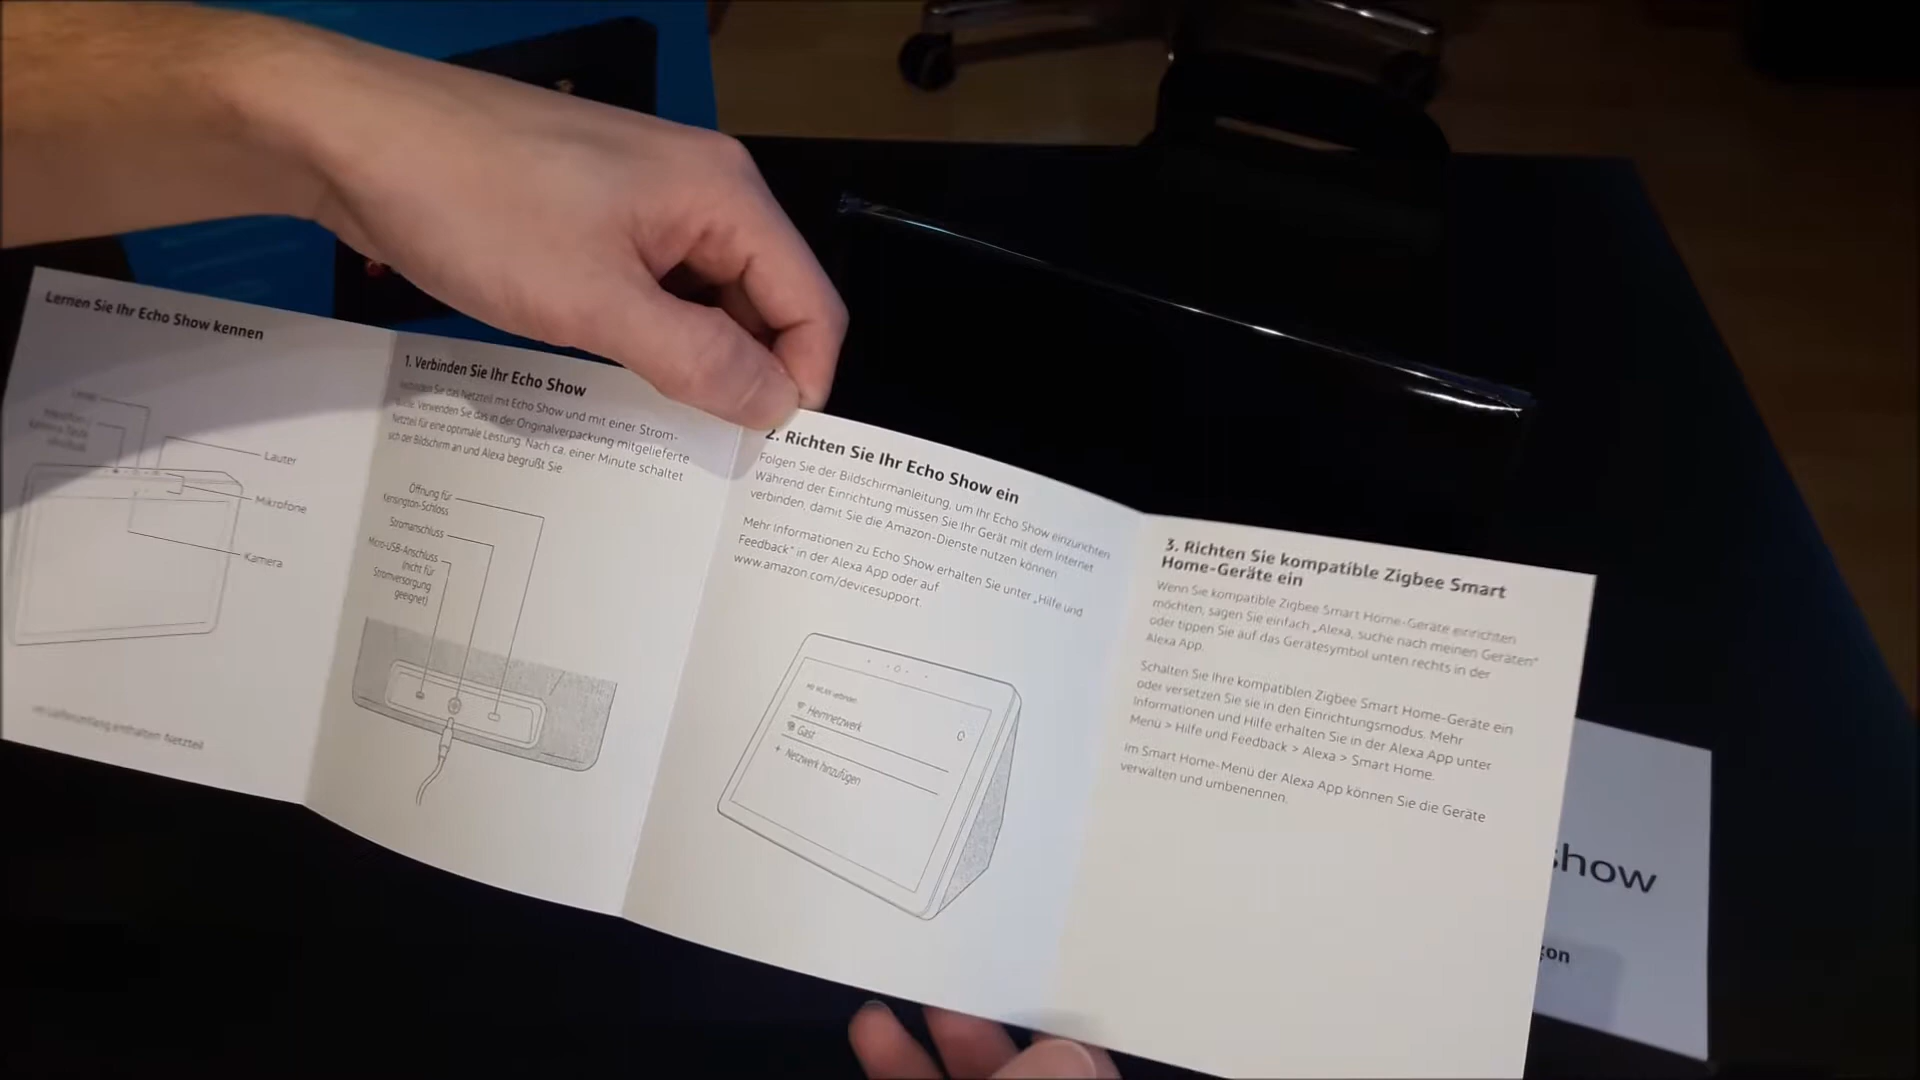 Lernen Sie Ihr Echo Show kennen
Lauter
Mikrofone
Kamera
im Lieferumfang enthalten: Netzteil
1. Verbinden Sie Ihr Echo Show
Verbinden Sie das Netzteil mit Echo Show und mit einer Strom-
Verwenden Sie das in der Originalverpackung mitgelieferte
Netzteil für eine optimale Leistung. Nach ca. einer Minute schaltet
sich der Bildschirm an und Alexa begrüßt Sie.
Öffnung für
Kensington-Schloss
Stromanschluss
Micro-USB-Anschluss
(nicht für
Stromversorgung
geeignet)
2. Richten Sie Ihr Echo Show ein
Folgen Sie der Bildschirmanleitung, um Ihr Echo Show einzurichten
Während der Einrichtung müssen Sie Ihr Gerät mit dem Internet
verbinden, damit Sie die Amazon-Dienste nutzen können
Mehr Informationen zu Echo Show erhalten Sie unter „Hilfe und
Feedback“ in der Alexa App oder auf
www.amazon.com/devicesupport.
Mit WLAN verbinden
Heimnetzwerk
Gast
+ Netzwerk hinzufügen
3. Richten Sie kompatible Zigbee Smart
Home-Geräte ein
Wenn Sie kompatible Zigbee Smart Home-Geräte einrichten
möchten, sagen Sie einfach „Alexa, suche nach meinen Geräten“
oder tippen Sie auf das Gerätesymbol unten rechts in der
Alexa App.
Schalten Sie Ihre kompatiblen Zigbee Smart Home-Geräte ein
oder versetzen Sie sie in den Einrichtungsmodus. Mehr
Informationen und Hilfe erhalten Sie in der Alexa App unter
Menü > Hilfe und Feedback > Alexa > Smart Home.
Im Smart Home-Menü der Alexa App können Sie die Geräte
verwalten und umbenennen.
show
zon